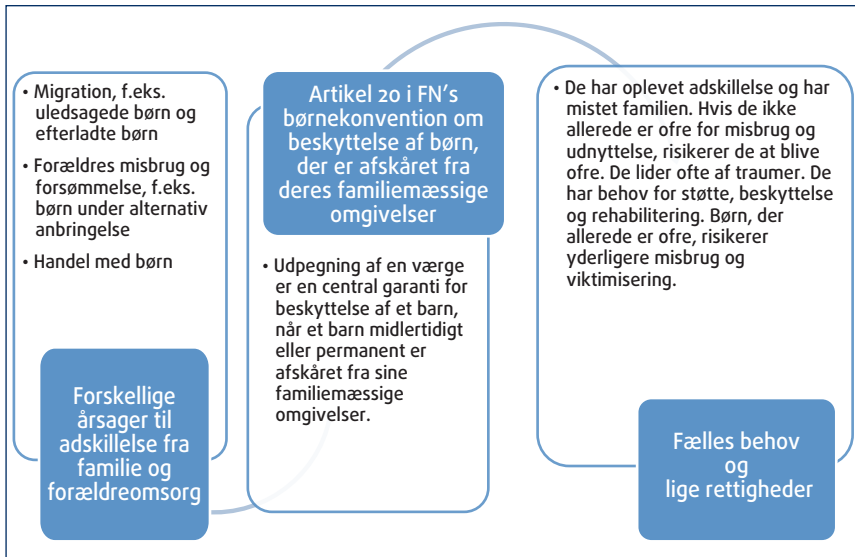 • Migration, f.eks.
uledsagede børn og
efterladte børn
• Forældres misbrug og
forsømmelse, f.eks.
børn under alternativ
anbringelse
• Handel med børn
Forskellige
årsager til
adskillelse fra
familie og
forældreomsorg
Artikel 20 i FN's
børnekonvention om
beskyttelse af børn,
der er afskåret fra
deres familiemæssige
omgivelser
• Udpegning af en værge
er en central garanti for
beskyttelse af et barn,
når et barn midlertidigt
eller permanent er
afskåret fra sine
familiemæssige
omgivelser.
• De har oplevet adskillelse og har
mistet familien. Hvis de ikke
allerede er ofre for misbrug og
udnyttelse, risikerer de at blive
ofre. De lider ofte af traumer. De
har behov for støtte, beskyttelse
og rehabilitering. Børn, der
allerede er ofre, risikerer
yderligere misbrug og
viktimisering.
Fælles behov
og
lige rettigheder